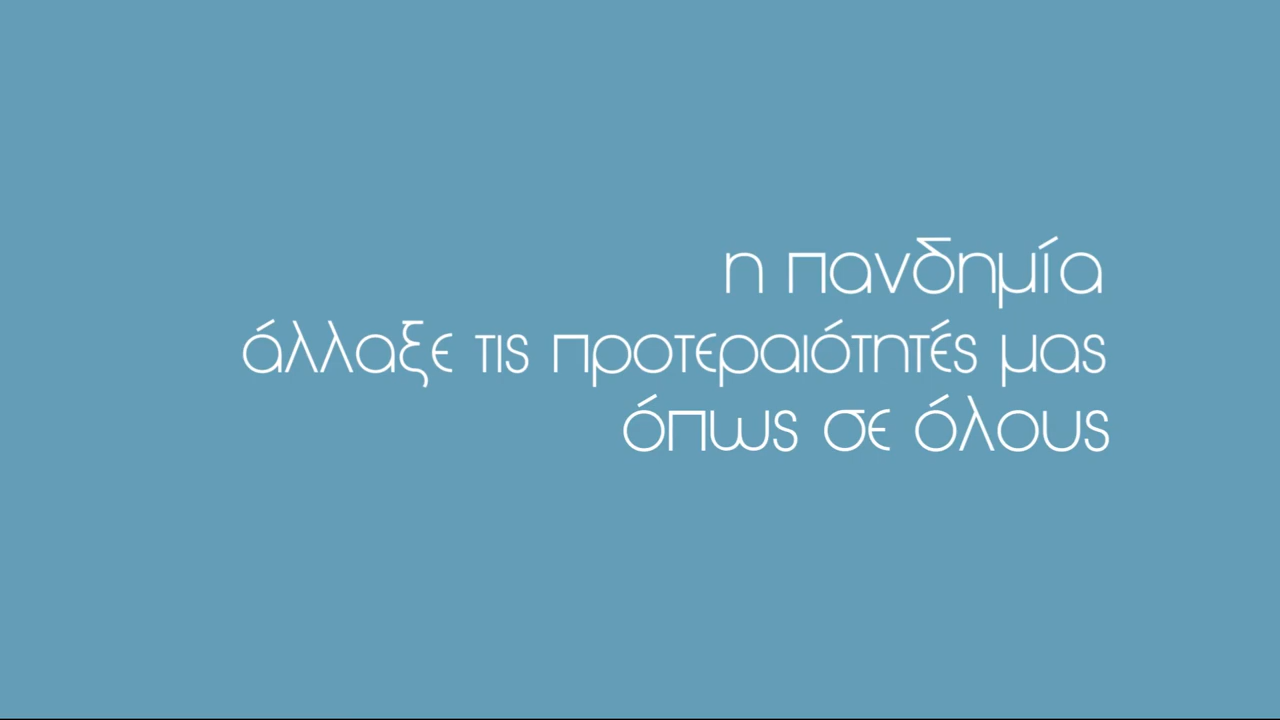 η πανδημία
άλλαξε τις προτεραιότητές μας
όπως σε όλους